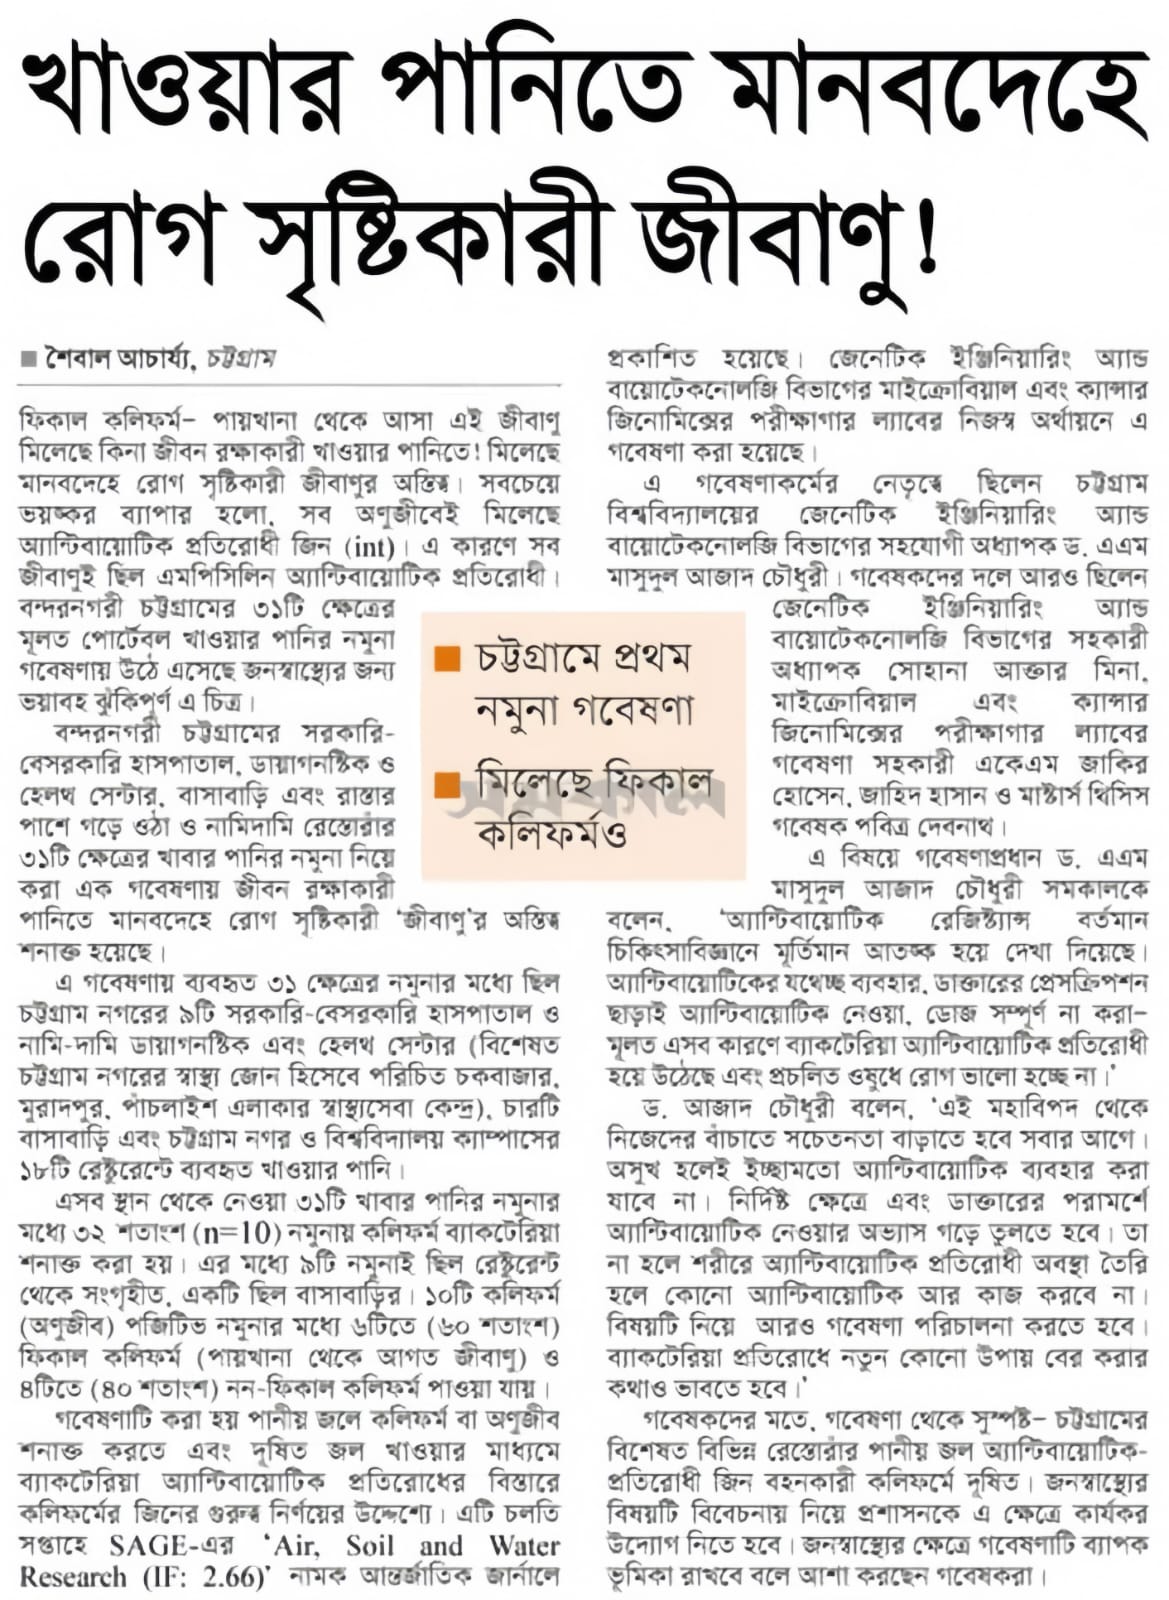 খাওয়ার পানিতে মানবদেহে
রোগ সৃষ্টিকারী জীবাণু!
■ শৈবাল আচার্য্য, চট্টগ্রাম
ফিকাল কলিফর্ম– পায়খানা থেকে আসা এই জীবাণু
মিলেছে কিনা জীবন রক্ষাকারী খাওয়ার পানিতে! মিলেছে
মানবদেহে রোগ সৃষ্টিকারী জীবাণুর অস্তিত্ব। সবচেয়ে
ভয়ঙ্কর ব্যাপার হলো, সব অণুজীবেই মিলেছে
অ্যান্টিবায়োটিক প্রতিরোধী জিন (int)। এ কারণে সব
জীবাণুই ছিল এমপিসিলিন অ্যান্টিবায়োটিক প্রতিরোধী।
বন্দরনগরী চট্টগ্রামের ৩১টি ক্ষেত্রের
মূলত পোর্টেবল খাওয়ার পানির নমুনা
গবেষণায় উঠে এসেছে জনস্বাস্থ্যের জন্য
ভয়াবহ ঝুঁকিপূর্ণ এ চিত্র।
বন্দরনগরী চট্টগ্রামের সরকারি-
বেসরকারি হাসপাতাল, ডায়াগনস্টিক ও
হেলথ সেন্টার, বাসাবাড়ি এবং রাস্তার
পাশে গড়ে ওঠা ও নামিদামি রেস্তোরাঁর
৩১টি ক্ষেত্রের খাবার পানির নমুনা নিয়ে
করা এক গবেষণায় জীবন রক্ষাকারী
পানিতে মানবদেহে রোগ সৃষ্টিকারী 'জীবাণু'র অস্তিত্ব
শনাক্ত হয়েছে।
এ গবেষণায় ব্যবহৃত ৩১ ক্ষেত্রের নমুনার মধ্যে ছিল
চট্টগ্রাম নগরের ৯টি সরকারি-বেসরকারি হাসপাতাল ও
নামি-দামি ডায়াগনস্টিক এবং হেলথ সেন্টার (বিশেষত
চট্টগ্রাম নগরের স্বাস্থ্য জোন হিসেবে পরিচিত চকবাজার,
মুরাদপুর, পাঁচলাইশ এলাকার স্বাস্থ্যসেবা কেন্দ্র), চারটি
বাসাবাড়ি এবং চট্টগ্রাম নগর ও বিশ্ববিদ্যালয় ক্যাম্পাসের
১৮টি রেস্টুরেন্টে ব্যবহৃত খাওয়ার পানি।
এসব স্থান থেকে নেওয়া ৩১টি খাবার পানির নমুনার
মধ্যে ৩২ শতাংশ (n=10) নমুনায় কলিফর্ম ব্যাকটেরিয়া
শনাক্ত করা হয়। এর মধ্যে ৯টি নমুনাই ছিল রেস্টুরেন্ট
থেকে সংগৃহীত, একটি ছিল বাসাবাড়ির। ১০টি কলিফর্ম
(অণুজীব) পজিটিভ নমুনার মধ্যে ৬টিতে (৬০ শতাংশ)
ফিকাল কলিফর্ম (পায়খানা থেকে আগত জীবাণু) ও
৪টিতে (৪০ শতাংশ) নন-ফিকাল কলিফর্ম পাওয়া যায়।
গবেষণাটি করা হয় পানীয় জলে কলিফর্ম বা অণুজীব
শনাক্ত করতে এবং দূষিত জল খাওয়ার মাধ্যমে
ব্যাকটেরিয়া অ্যান্টিবায়োটিক প্রতিরোধের বিস্তারে
কলিফর্মের জিনের গুরুত্ব নির্ণয়ের উদ্দেশ্যে। এটি চলতি
সপ্তাহে SAGE-এর 'Air, Soil and Water
Research (IF: 2.66)' নামক আন্তর্জাতিক জার্নালে
■ চট্টগ্রামে প্রথম
নমুনা গবেষণা
■ মিলেছে ফিকাল
কলিফর্মও
সমকাল
প্রকাশিত হয়েছে। জেনেটিক ইঞ্জিনিয়ারিং অ্যান্ড
বায়োটেকনোলজি বিভাগের মাইক্রোবিয়াল এবং ক্যান্সার
জিনোমিক্সের পরীক্ষাগার ল্যাবের নিজস্ব অর্থায়নে এ
গবেষণা করা হয়েছে।
এ গবেষণাকর্মের নেতৃত্বে ছিলেন চট্টগ্রাম
বিশ্ববিদ্যালয়ের জেনেটিক ইঞ্জিনিয়ারিং অ্যান্ড
বায়োটেকনোলজি বিভাগের সহযোগী অধ্যাপক ড. এএম
মাসুদুল আজাদ চৌধুরী। গবেষকদের দলে আরও ছিলেন
জেনেটিক ইঞ্জিনিয়ারিং অ্যান্ড
বায়োটেকনোলজি বিভাগের সহকারী
অধ্যাপক সোহানা আক্তার মিনা,
মাইক্রোবিয়াল এবং ক্যান্সার
জিনোমিক্সের পরীক্ষাগার ল্যাবের
গবেষণা সহকারী একেএম জাকির
হোসেন, জাহিদ হাসান ও মাস্টার্স থিসিস
গবেষক পবিত্র দেবনাথ।
এ বিষয়ে গবেষণাপ্রধান ড. এএম
মাসুদুল আজাদ চৌধুরী সমকালকে
বলেন, 'অ্যান্টিবায়োটিক রেজিস্ট্যান্স বর্তমান
চিকিৎসাবিজ্ঞানে মূর্তিমান আতঙ্ক হয়ে দেখা দিয়েছে।
অ্যান্টিবায়োটিকের যথেচ্ছ ব্যবহার, ডাক্তারের প্রেসক্রিপশন
ছাড়াই অ্যান্টিবায়োটিক নেওয়া, ডোজ সম্পূর্ণ না করা–
মূলত এসব কারণে ব্যাকটেরিয়া অ্যান্টিবায়োটিক প্রতিরোধী
হয়ে উঠেছে এবং প্রচলিত ওষুধে রোগ ভালো হচ্ছে না।'
ড. আজাদ চৌধুরী বলেন, 'এই মহাবিপদ থেকে
নিজেদের বাঁচাতে সচেতনতা বাড়াতে হবে সবার আগে।
অসুখ হলেই ইচ্ছামতো অ্যান্টিবায়োটিক ব্যবহার করা
যাবে না। নির্দিষ্ট ক্ষেত্রে এবং ডাক্তারের পরামর্শে
অ্যান্টিবায়োটিক নেওয়ার অভ্যাস গড়ে তুলতে হবে। তা
না হলে শরীরে অ্যান্টিবায়োটিক প্রতিরোধী অবস্থা তৈরি
হলে কোনো অ্যান্টিবায়োটিক আর কাজ করবে না।
বিষয়টি নিয়ে আরও গবেষণা পরিচালনা করতে হবে।
ব্যাকটেরিয়া প্রতিরোধে নতুন কোনো উপায় বের করার
কথাও ভাবতে হবে।'
গবেষকদের মতে, গবেষণা থেকে সুস্পষ্ট– চট্টগ্রামের
বিশেষত বিভিন্ন রেস্তোরাঁর পানীয় জল অ্যান্টিবায়োটিক-
প্রতিরোধী জিন বহনকারী কলিফর্মে দূষিত। জনস্বাস্থ্যের
বিষয়টি বিবেচনায় নিয়ে প্রশাসনকে এ ক্ষেত্রে কার্যকর
উদ্যোগ নিতে হবে। জনস্বাস্থ্যের ক্ষেত্রে গবেষণাটি ব্যাপক
ভূমিকা রাখবে বলে আশা করছেন গবেষকরা।